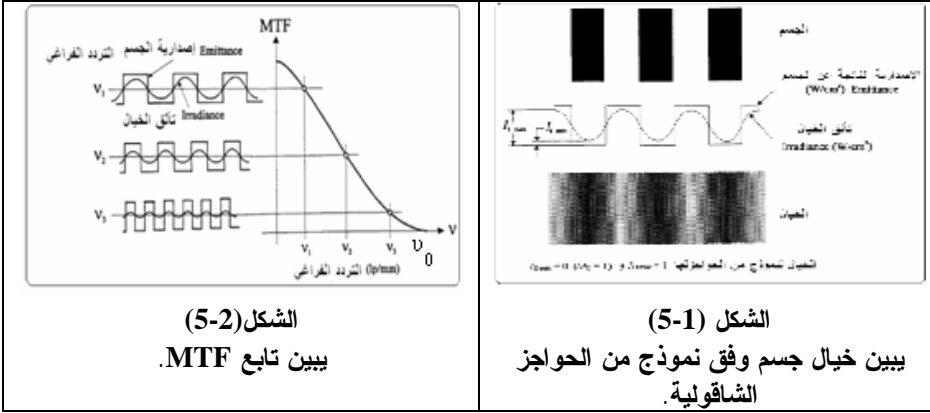 الجسم
الإصدارية الناتجة عن الجسم
(W/cm²) Emittance
تألق الخيال
Irradiance (W/cm²)
الخيال
الشكل (5-1)
يبين خيال جسم وفق نموذج من الحواجز
الشاقولية.
MTF
التردد الفراغي
إصدارية الجسم Emittance
V₁
Irradiance
تألق الخيال
V₂
V₃
V₁ V₂ V₃ υ₀ V
التردد الفراغي (lp/mm)
الشكل(5-2)
يبين تابع MTF.